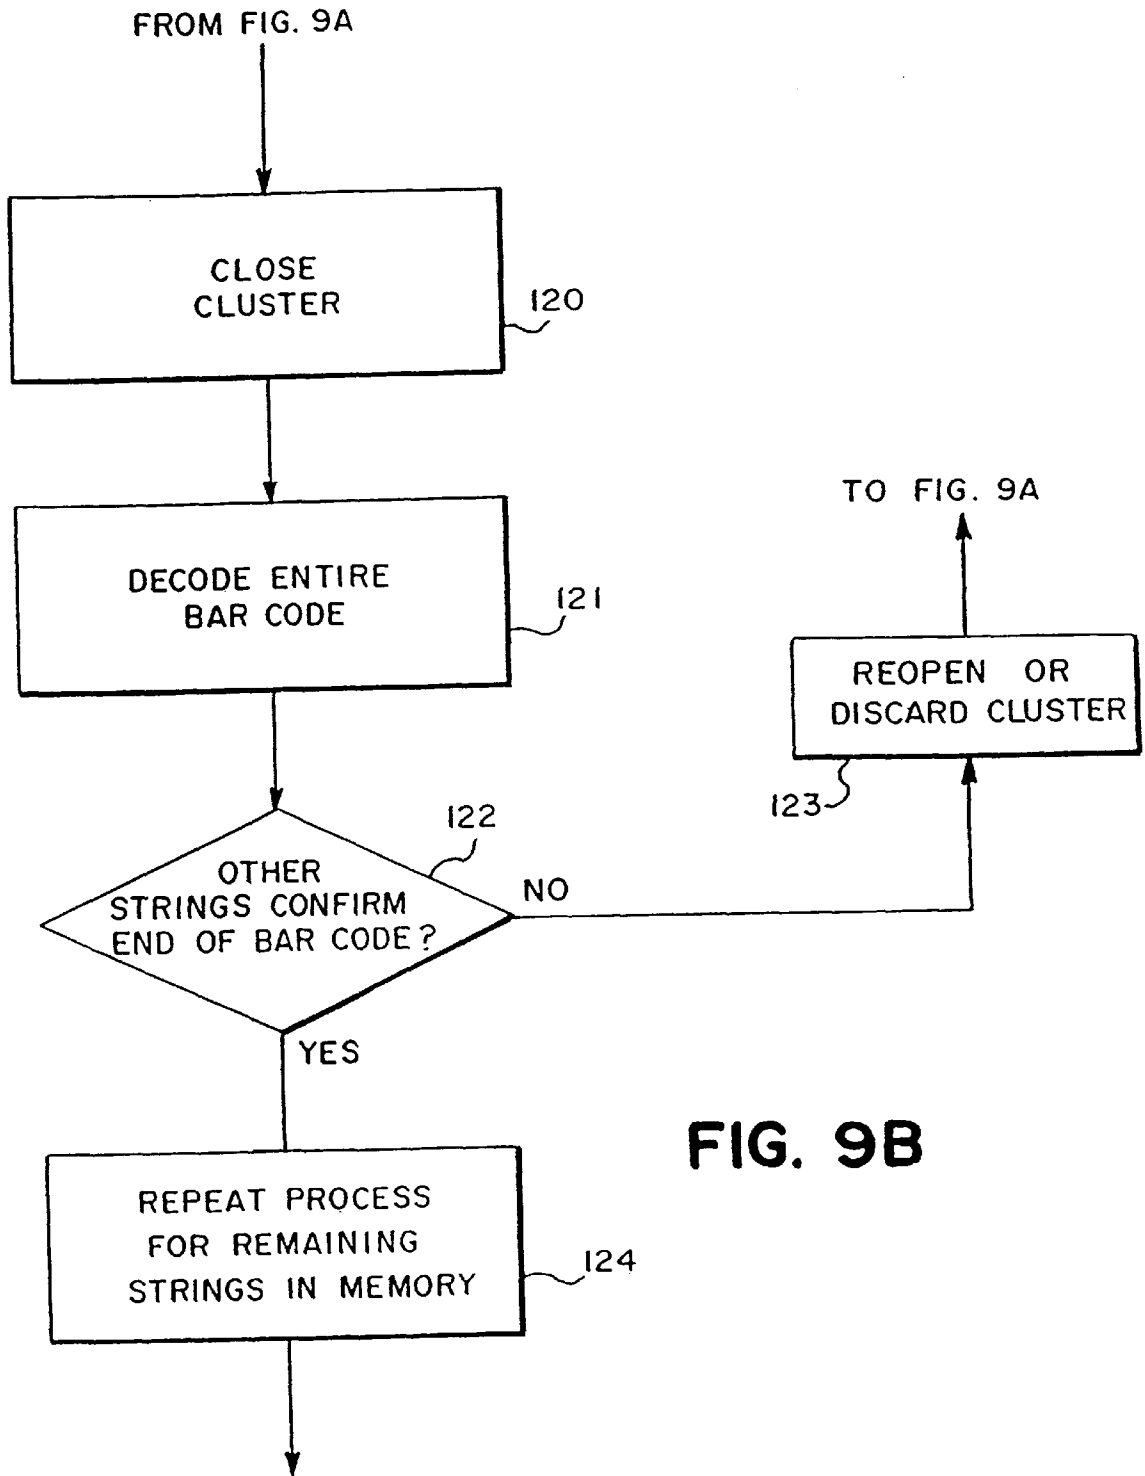 FROM FIG. 9A
CLOSE
CLUSTER
120
DECODE ENTIRE
BAR CODE
121
TO FIG. 9A
REOPEN OR
DISCARD CLUSTER
123
122
OTHER
STRINGS CONFIRM
END OF BAR CODE?
NO
YES
REPEAT PROCESS
FOR REMAINING
STRINGS IN MEMORY
124
FIG. 9B